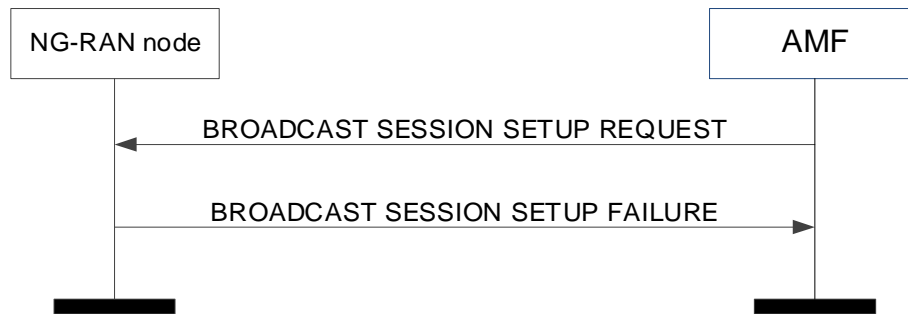 NG-RAN node
AMF
BROADCAST SESSION SETUP REQUEST
BROADCAST SESSION SETUP FAILURE